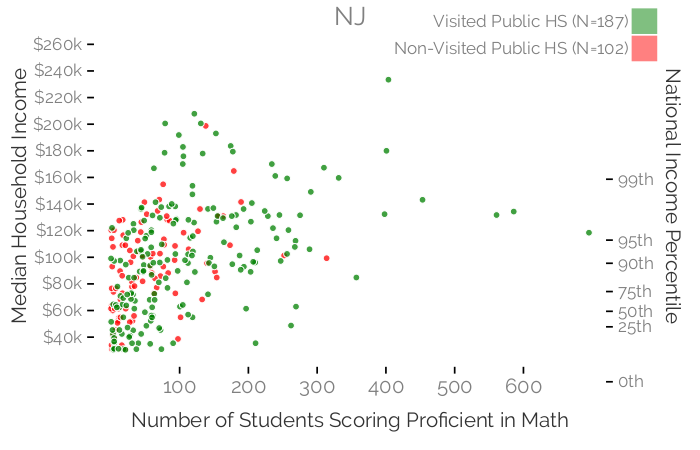 NJ
Visited Public HS (N=187)
Non-Visited Public HS (N=102)
Median Household Income
$260k
$240k
$220k
$200k
$180k
$160k
$140k
$120k
$100k
$80k
$60k
$40k
National Income Percentile
99th
95th
90th
75th
50th
25th
0th
100 200 300 400 500 600
Number of Students Scoring Proficient in Math